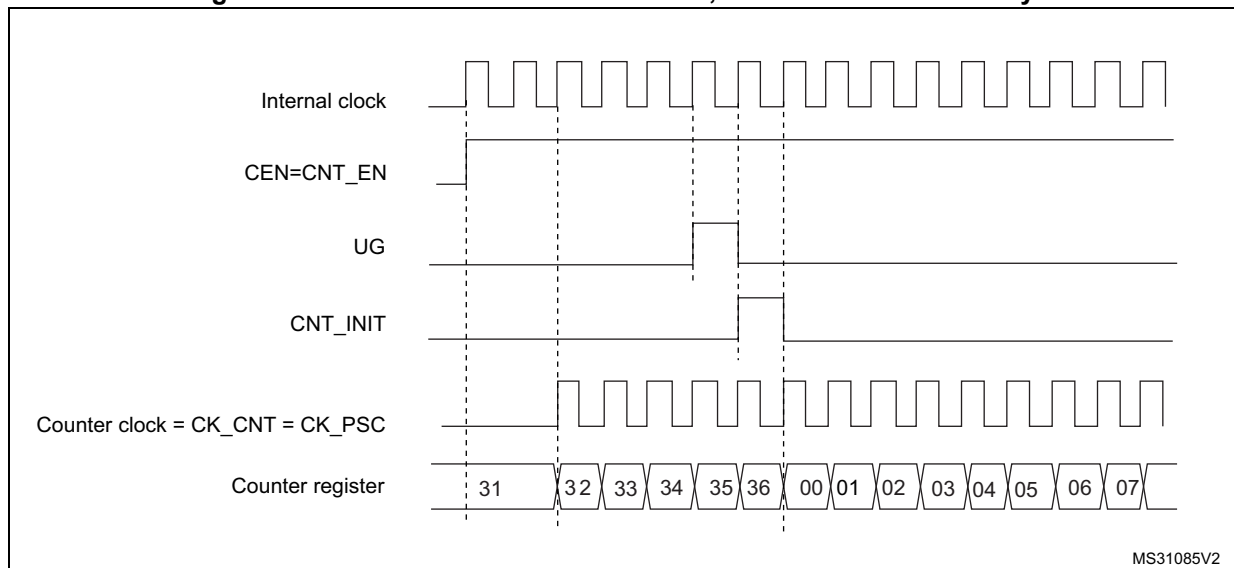 Internal clock
CEN=CNT_EN
UG
CNT_INIT
Counter clock = CK_CNT = CK_PSC
Counter register 31 32 33 34 35 36 00 01 02 03 04 05 06 07
MS31085V2